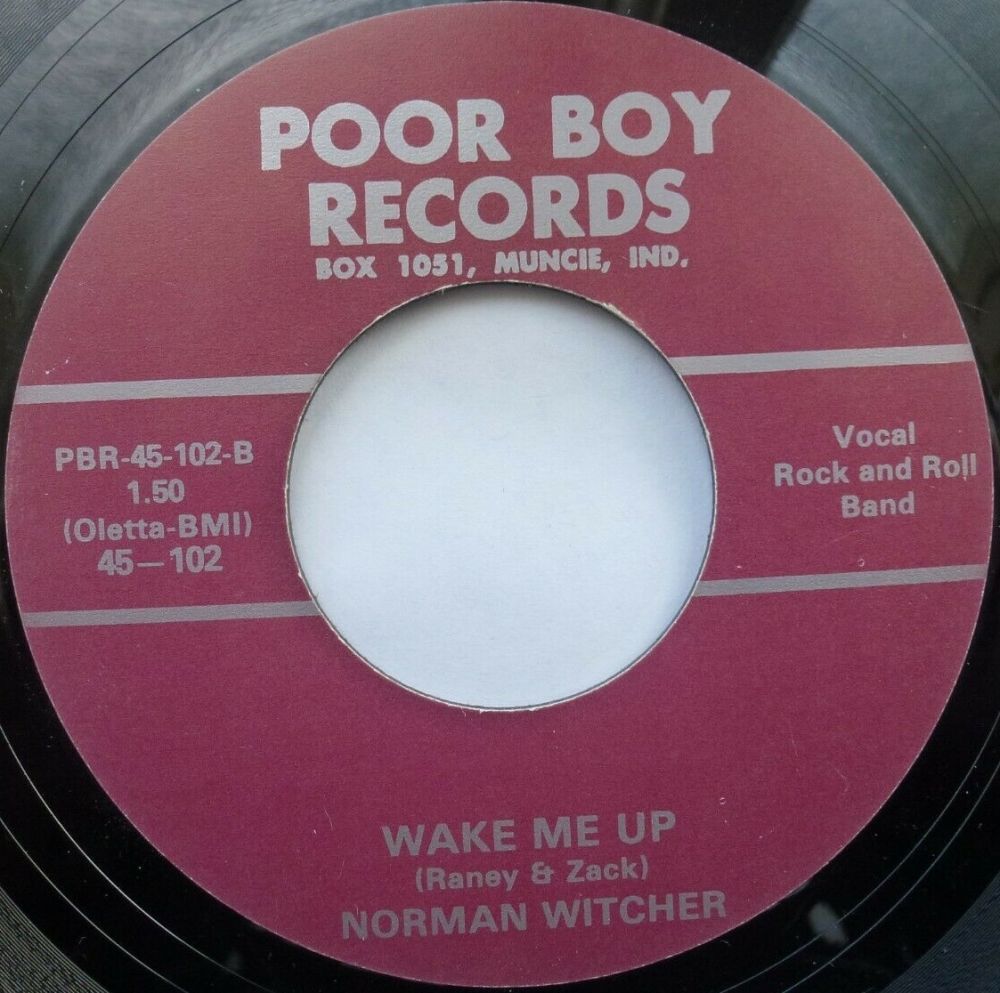 POOR BOY
RECORDS
BOX 1051, MUNCIE, IND.
PBR-45-102-B
1.50
(Oletta-BMI)
45—102
Vocal
Rock and Roll
Band
WAKE ME UP
(Raney & Zack)
NORMAN WITCHER